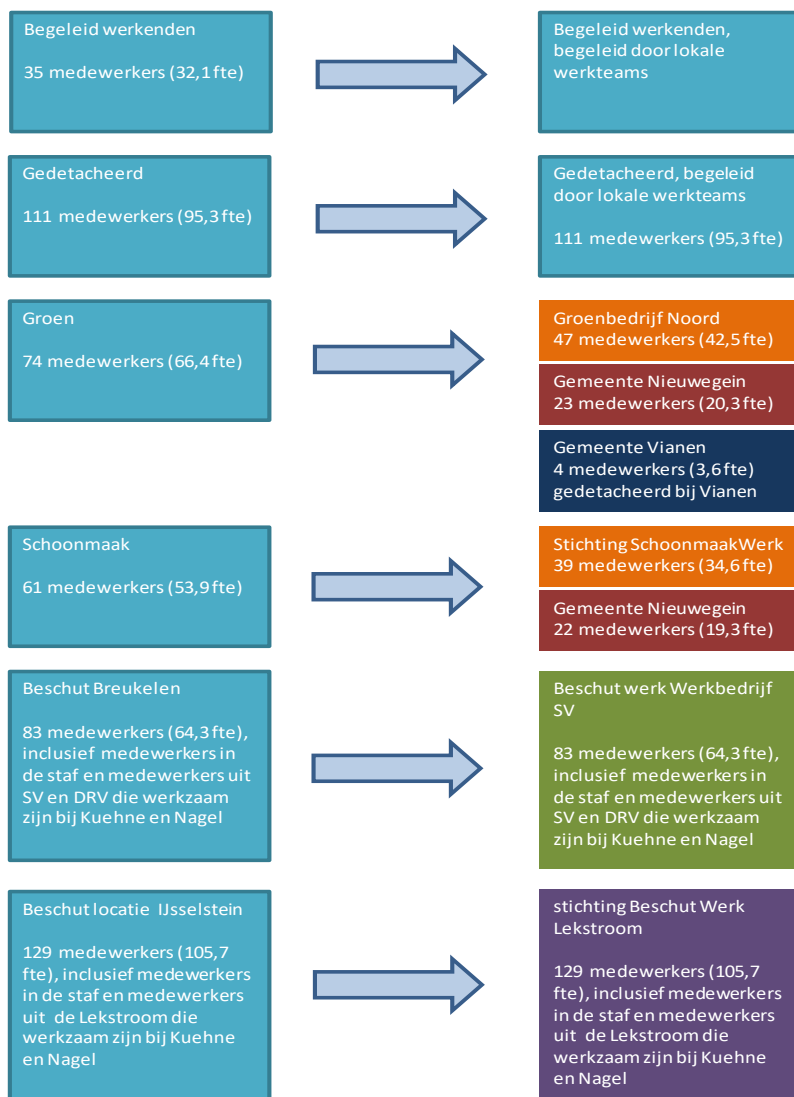 Begeleid werkenden
35 medewerkers (32,1 fte)
Begeleid werkenden,
begeleid door lokale
werkteams
Gedetacheerd
111 medewerkers (95,3 fte)
Gedetacheerd, begeleid
door lokale werkteams
111 medewerkers (95,3 fte)
Groen
74 medewerkers (66,4 fte)
Groenbedrijf Noord
47 medewerkers (42,5 fte)
Gemeente Nieuwegein
23 medewerkers (20,3 fte)
Gemeente Vianen
4 medewerkers (3,6 fte)
gedetacheerd bij Vianen
Schoonmaak
61 medewerkers (53,9 fte)
Stichting SchoonmaakWerk
39 medewerkers (34,6 fte)
Gemeente Nieuwegein
22 medewerkers (19,3 fte)
Beschut Breukelen
83 medewerkers (64,3 fte),
inclusief medewerkers in
de staf en medewerkers uit
SV en DRV die werkzaam
zijn bij Kuehne en Nagel
Beschut werk Werkbedrijf
SV
83 medewerkers (64,3 fte),
inclusief medewerkers in
de staf en medewerkers uit
SV en DRV die werkzaam
zijn bij Kuehne en Nagel
Beschut locatie IJsselstein
129 medewerkers (105,7
fte), inclusief medewerkers
in de staf en medewerkers
uit de Lekstroom die
werkzaam zijn bij Kuehne
en Nagel
stichting Beschut Werk
Lekstroom
129 medewerkers (105,7
fte), inclusief medewerkers
in de staf en medewerkers
uit de Lekstroom die
werkzaam zijn bij Kuehne
en Nagel